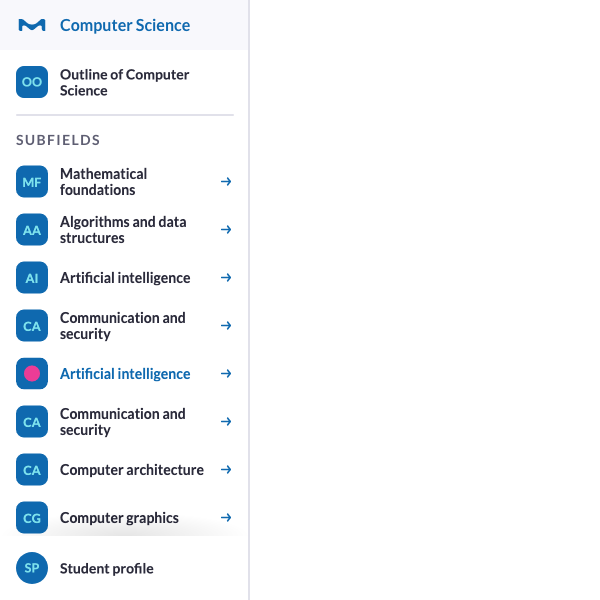 Computer Science
OO
Outline of Computer
Science
SUBFIELDS
MF
Mathematical
foundations
AA
Algorithms and data
structures
AI
Artificial intelligence
CA
Communication and
security
Artificial intelligence
CA
Communication and
security
CA
Computer architecture
CG
Computer graphics
SP
Student profile